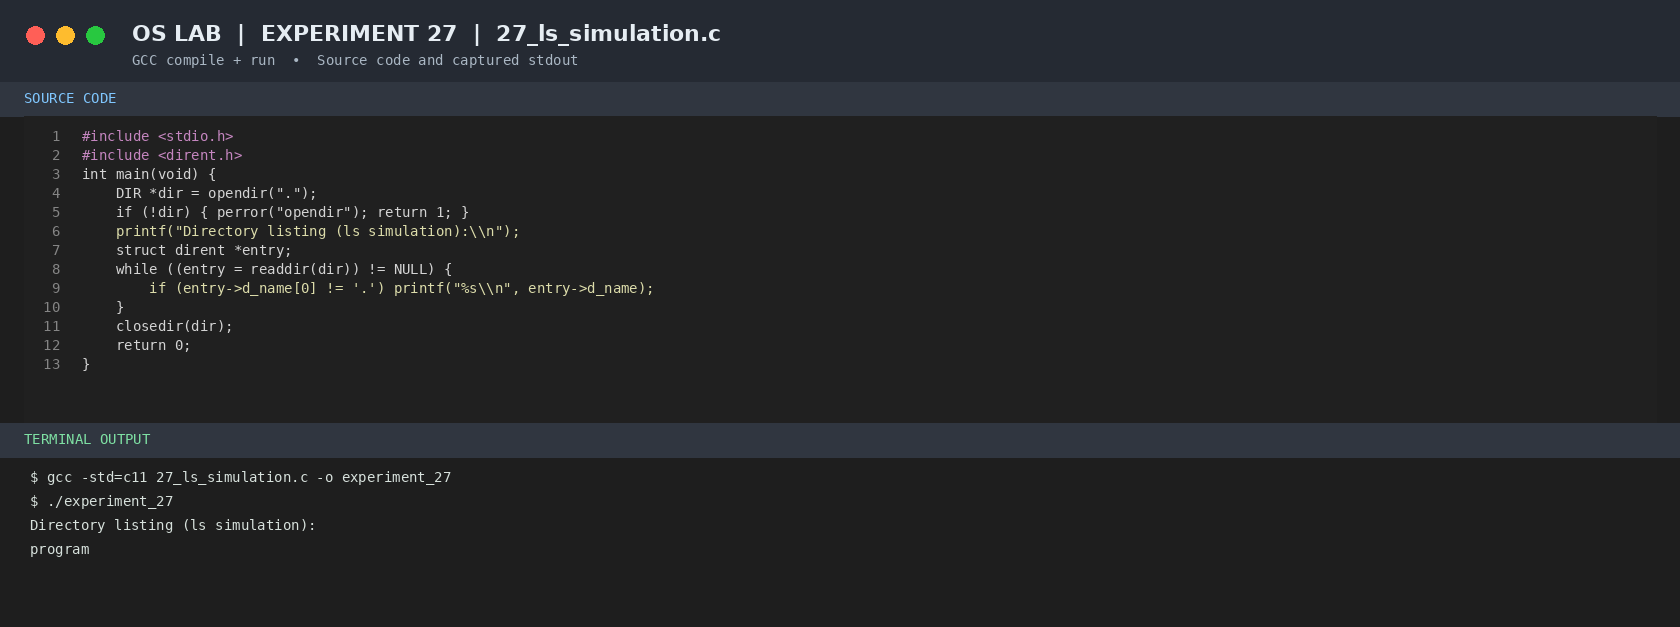 OS LAB | EXPERIMENT 27 | 27_ls_simulation.c
GCC compile + run • Source code and captured stdout
SOURCE CODE
1 #include <stdio.h>
2 #include <dirent.h>
3 int main(void) {
4     DIR *dir = opendir(".");
5     if (!dir) { perror("opendir"); return 1; }
6     printf("Directory listing (ls simulation):\\n");
7     struct dirent *entry;
8     while ((entry = readdir(dir)) != NULL) {
9         if (entry->d_name[0] != '.') printf("%s\\n", entry->d_name);
10     }
11     closedir(dir);
12     return 0;
13 }
TERMINAL OUTPUT
$ gcc -std=c11 27_ls_simulation.c -o experiment_27
$ ./experiment_27
Directory listing (ls simulation):
program